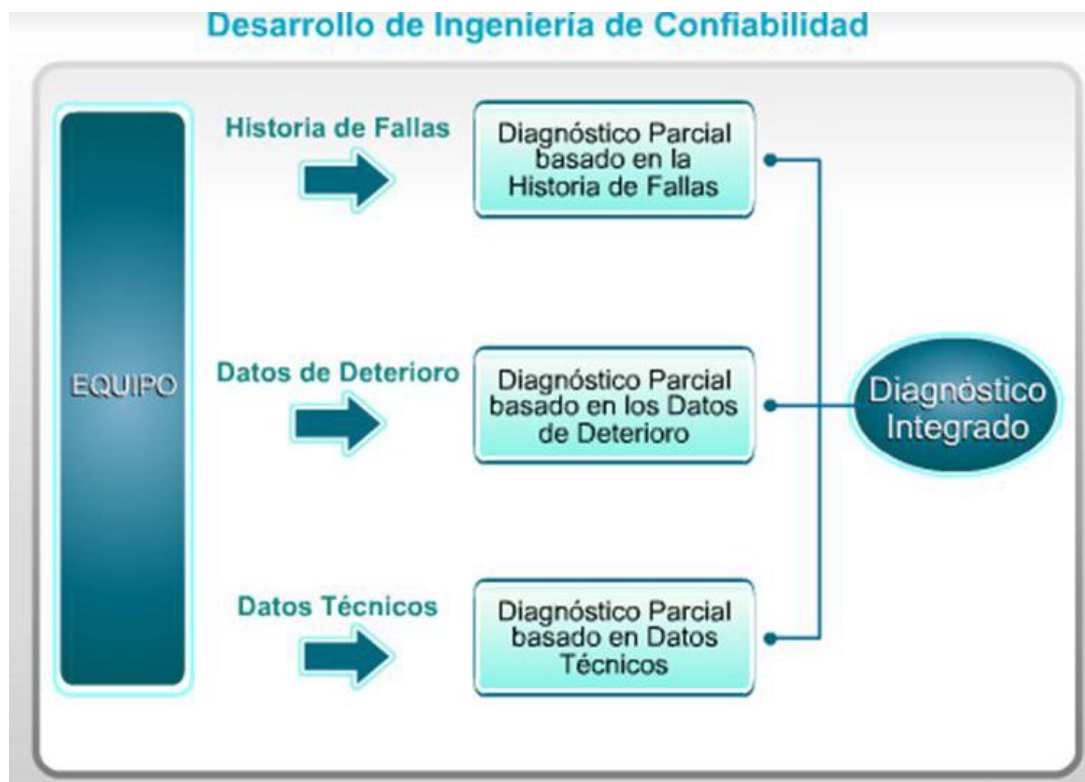 Desarrollo de Ingeniería de Confiabilidad
EQUIPO
Historia de Fallas
Diagnóstico Parcial
basado en la
Historia de Fallas
Datos de Deterioro
Diagnóstico Parcial
basado en los Datos
de Deterioro
Datos Técnicos
Diagnóstico Parcial
basado en Datos
Técnicos
Diagnóstico
Integrado